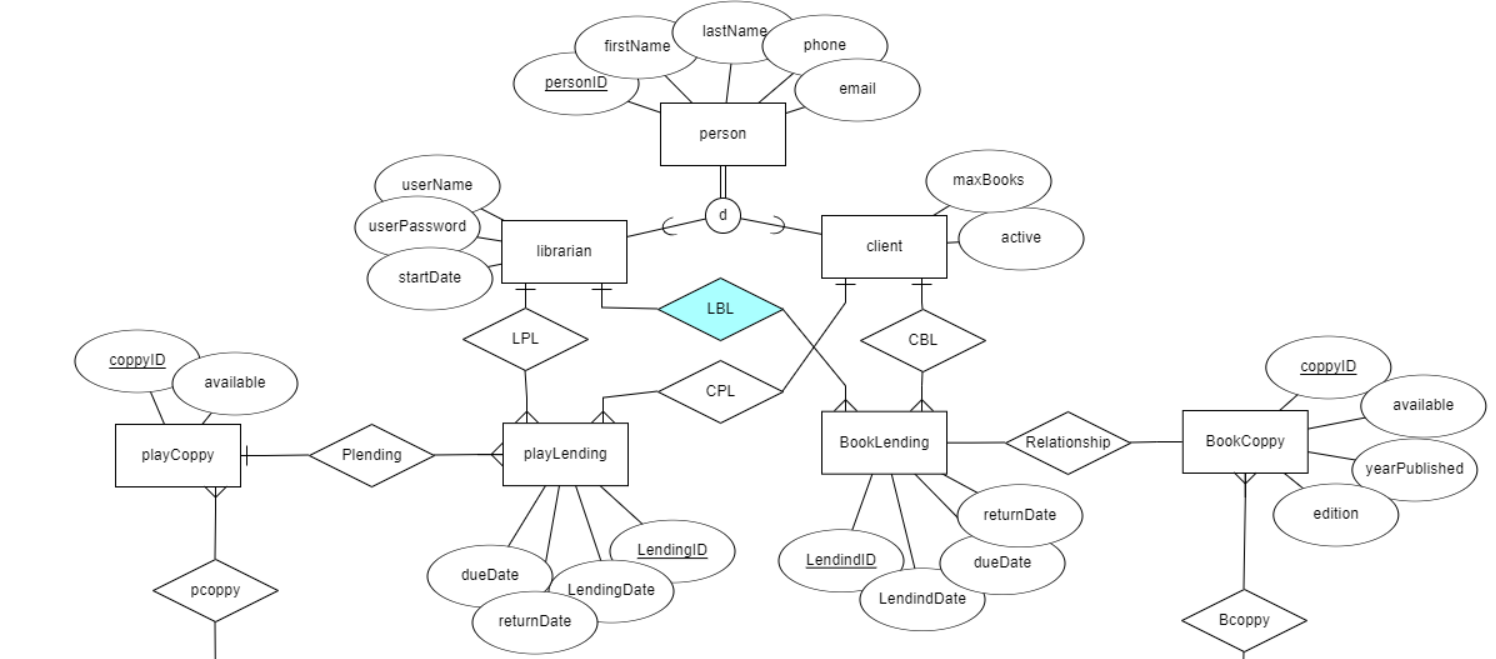 lastName
firstName
phone
personID
email
person
maxBooks
userName
d
userPassword
client
active
librarian
startDate
LBL
LPL
CBL
coppyID
coppyID
available
CPL
available
playCoppy
Plending
playLending
BookLending
Relationship
BookCoppy
yearPublished
returnDate
edition
LendingID
LendindID
dueDate
dueDate
LendingDate
LendindDate
pcoppy
returnDate
Bcoppy